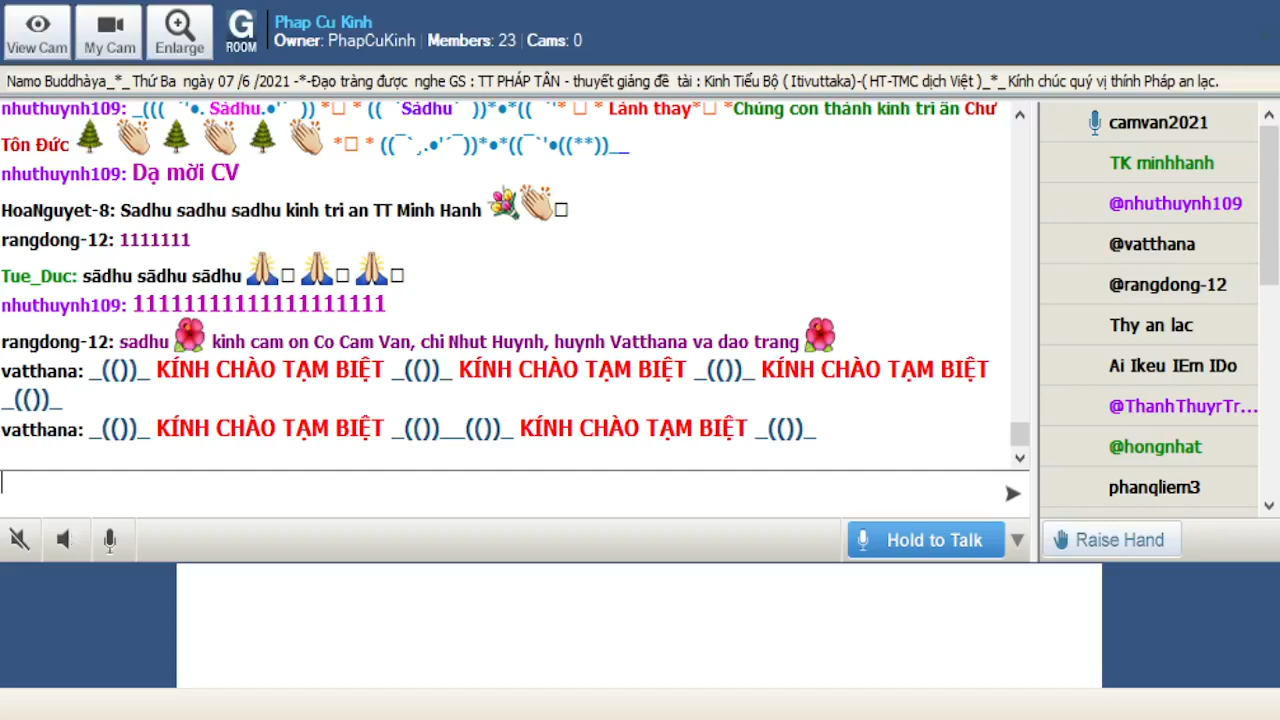 View Cam
My Cam
Enlarge
G
ROOM
Phap Cu Kinh
Owner: PhapCuKinh | Members: 23 | Cams: 0
Namo Buddhàya_*_ Thứ Ba ngày 07 /6 /2021 -*-Đạo tràng được nghe GS : TT PHÁP TÂN - thuyết giảng đề tài : Kinh Tiểu Bộ ( Itivuttaka)-( HT-TMC dịch Việt )_*_ Kính chúc quý vị thính Pháp an lạc.
nhuthuynh109: _((( ¨`'●. Sàdhu.●'´¨ )) *□ * (( ¨Sàdhu¨ ))*●*((¨`'* □ * Lành thay*□ *Chúng con thành kính tri ân Chư
Tôn Đức *□ * ((¯`¸.●'´¯))*●*((¯`'●((**))__
nhuthuynh109: Dạ mời CV
HoaNguyet-8: Sadhu sadhu sadhu kinh tri an TT Minh Hanh
rangdong-12: 1111111
Tue_Duc: sādhu sādhu sādhu
nhuthuynh109: 11111111111111111111
rangdong-12: sadhu kinh cam on Co Cam Van, chi Nhut Huynh, huynh Vatthana va dao trang
vatthana: _(())_ KÍNH CHÀO TẠM BIỆT _(())_ KÍNH CHÀO TẠM BIỆT _(())_ KÍNH CHÀO TẠM BIỆT
_(())_
vatthana: _(())_ KÍNH CHÀO TẠM BIỆT _(())__(())_ KÍNH CHÀO TẠM BIỆT _(())_
Hold to Talk
camvan2021
TK minhhanh
@nhuthuynh109
@vatthana
@rangdong-12
Thy an lac
Ai Ikeu IEm IDo
@ThanhThuyrTr...
@hongnhat
phanqliem3
Raise Hand